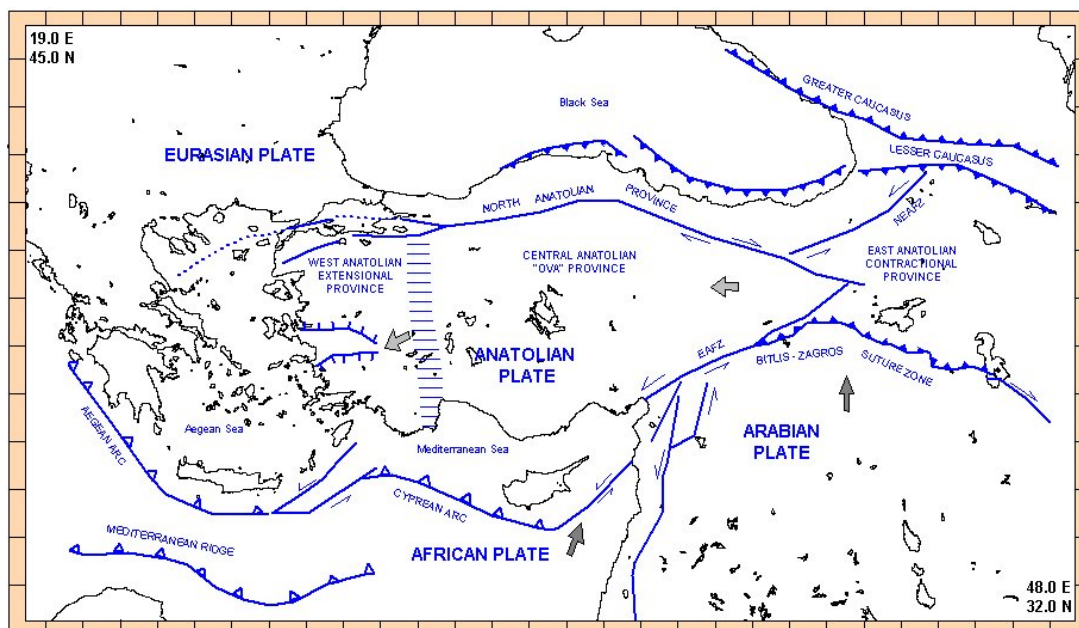 19.0 E
45.0 N
GREATER CAUCASUS
Black Sea
EURASIAN PLATE
LESSER CAUCASUS
NORTH ANATOLIAN PROVINCE
NEAFZ
WEST ANATOLIAN
EXTENSIONAL
PROVINCE
CENTRAL ANATOLIAN
"OVA" PROVINCE
EAST ANATOLIAN
CONTRACTIONAL
PROVINCE
ANATOLIAN
PLATE
EAFZ
BITLIS - ZAGROS SUTURE ZONE
AEGEAN ARC
Aegean Sea
Mediterranean Sea
ARABIAN
PLATE
CYPREAN ARC
MEDITERRANEAN RIDGE
AFRICAN PLATE
48.0 E
32.0 N